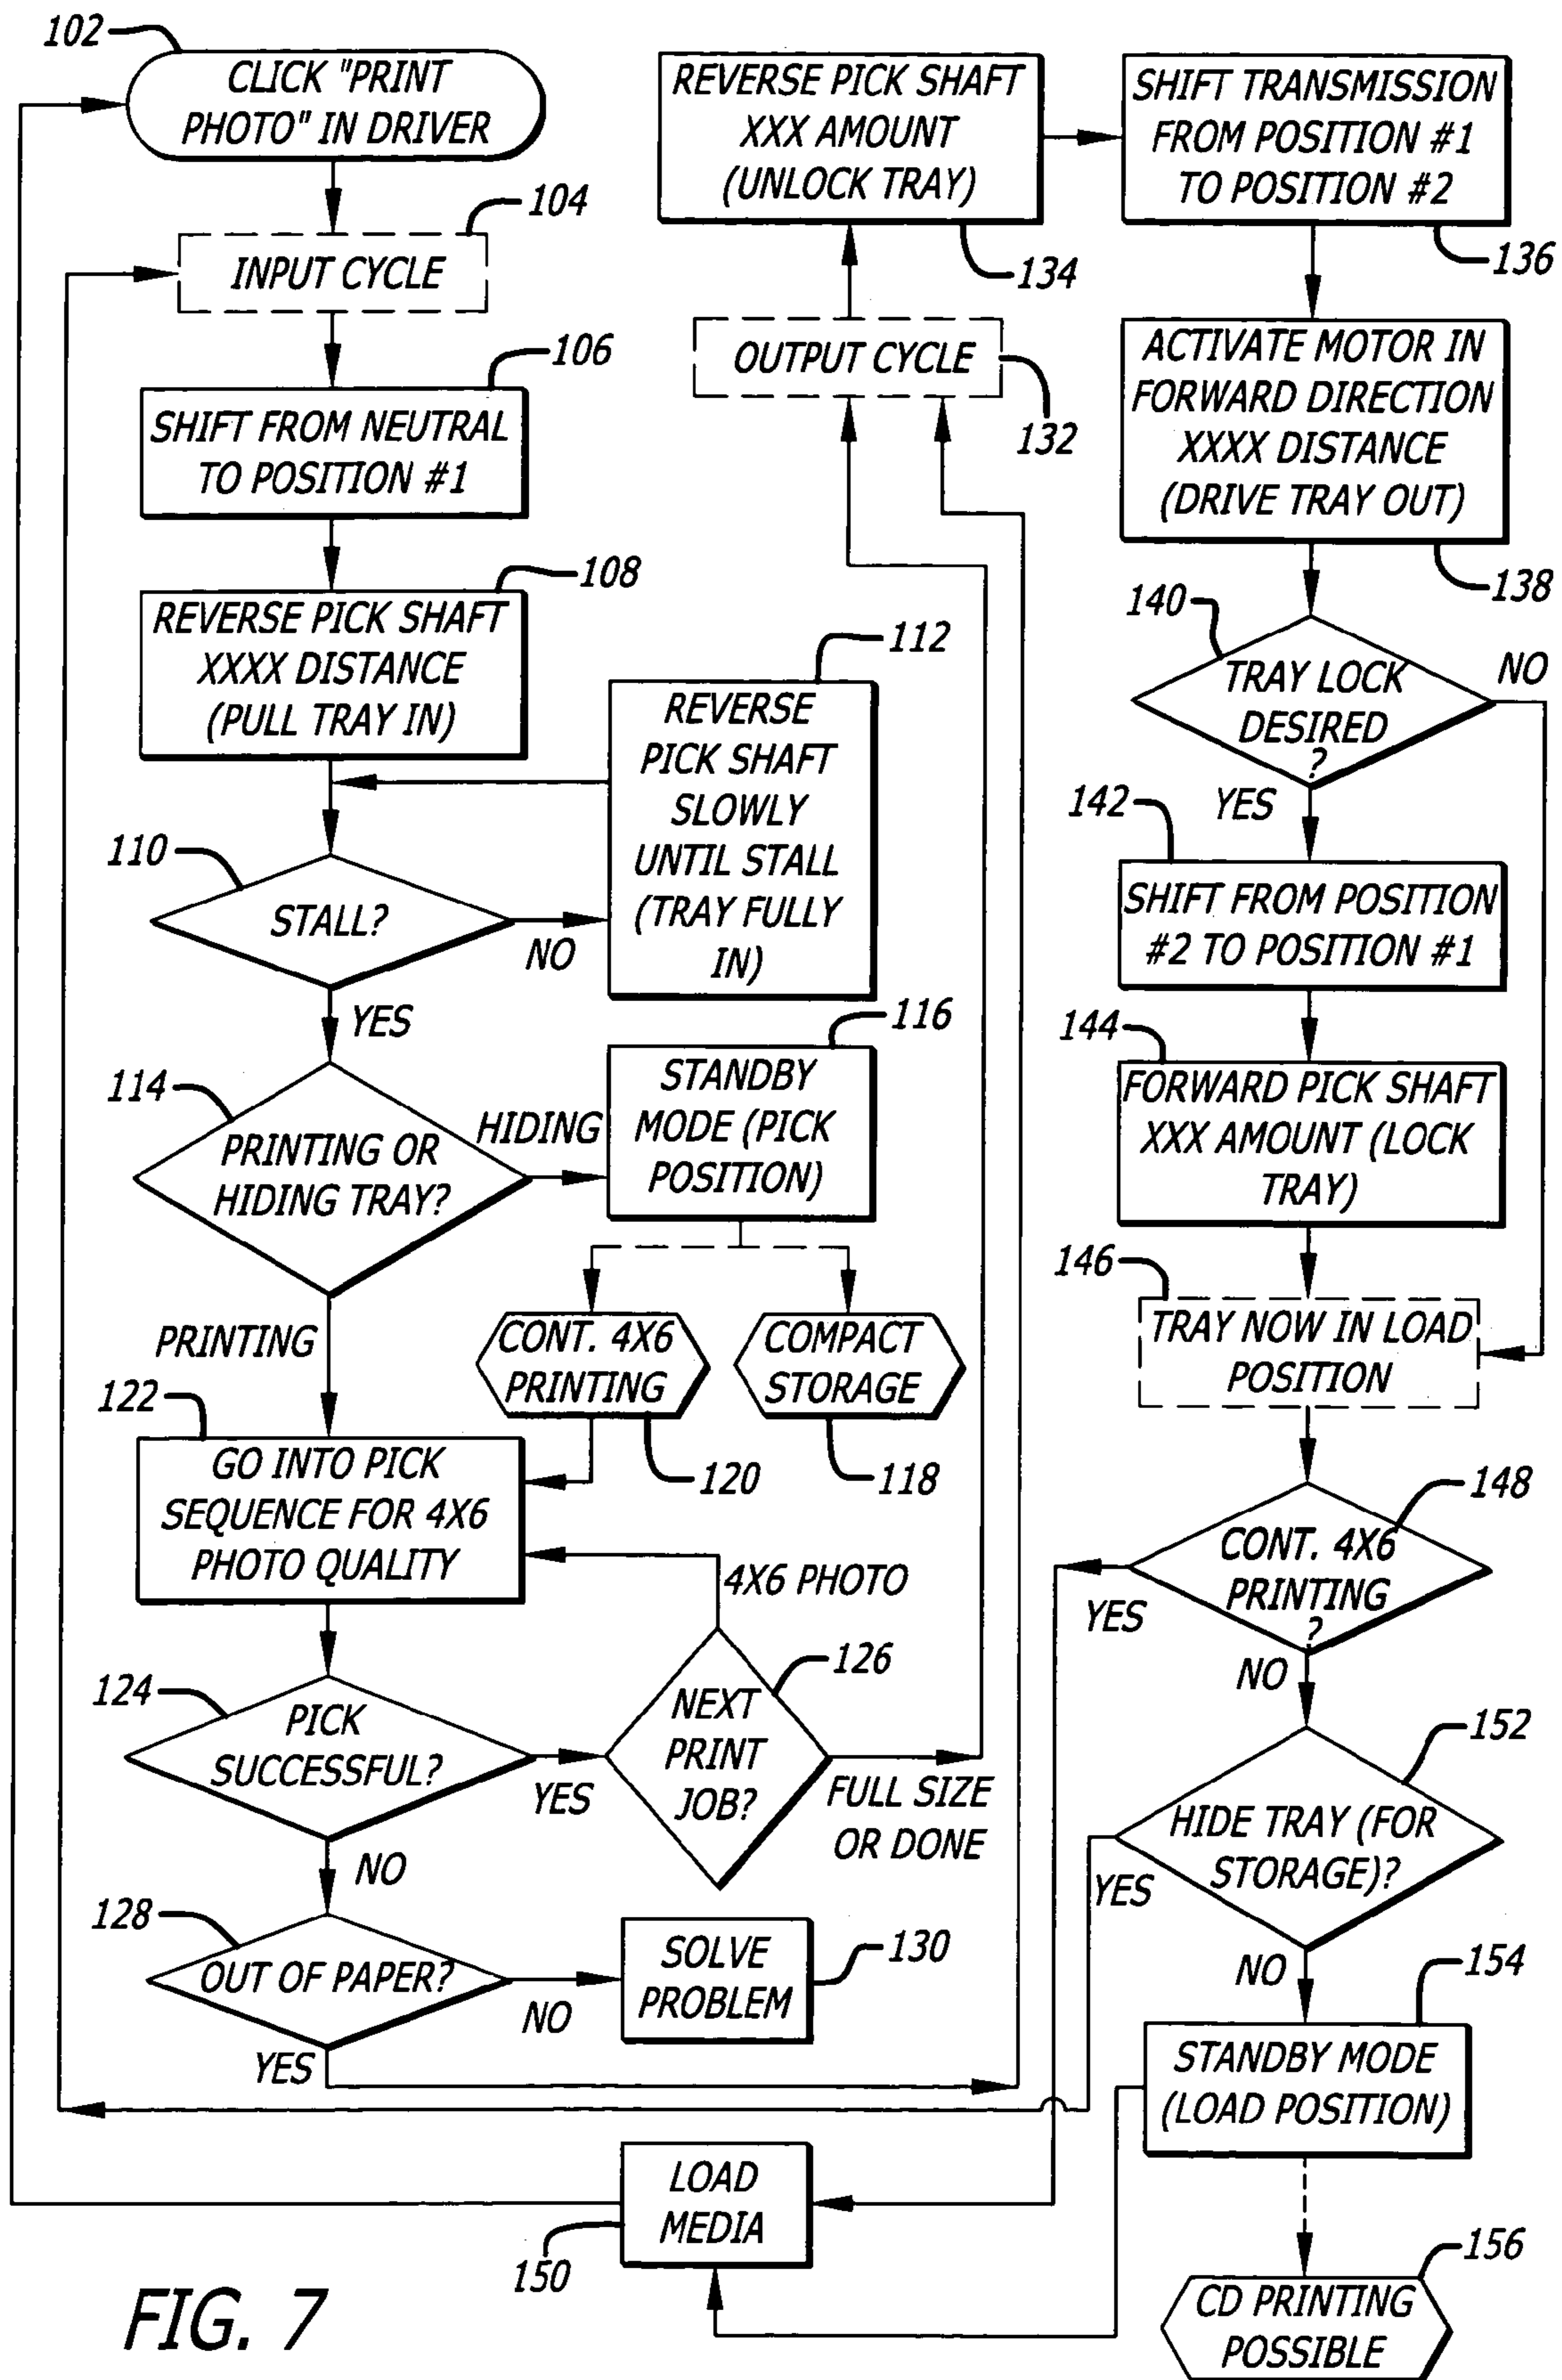 102
CLICK "PRINT
PHOTO" IN DRIVER
104
INPUT CYCLE
106
SHIFT FROM NEUTRAL
TO POSITION #1
108
REVERSE PICK SHAFT
XXXX DISTANCE
(PULL TRAY IN)
110
STALL?
NO
YES
112
REVERSE
PICK SHAFT
SLOWLY
UNTIL STALL
(TRAY FULLY
IN)
114
PRINTING OR
HIDING TRAY?
HIDING
PRINTING
116
STANDBY
MODE (PICK
POSITION)
CONT. 4X6
PRINTING
120
COMPACT
STORAGE
118
122
GO INTO PICK
SEQUENCE FOR 4X6
PHOTO QUALITY
4X6 PHOTO
124
PICK
SUCCESSFUL?
YES
NO
126
NEXT
PRINT
JOB?
FULL SIZE
OR DONE
128
OUT OF PAPER?
NO
YES
SOLVE
PROBLEM
130
OUTPUT CYCLE
132
REVERSE PICK SHAFT
XXX AMOUNT
(UNLOCK TRAY)
134
SHIFT TRANSMISSION
FROM POSITION #1
TO POSITION #2
136
ACTIVATE MOTOR IN
FORWARD DIRECTION
XXXX DISTANCE
(DRIVE TRAY OUT)
138
140
TRAY LOCK
DESIRED
?
NO
YES
142
SHIFT FROM POSITION
#2 TO POSITION #1
144
FORWARD PICK SHAFT
XXX AMOUNT (LOCK
TRAY)
146
TRAY NOW IN LOAD
POSITION
148
CONT. 4X6
PRINTING
?
YES
NO
152
HIDE TRAY (FOR
STORAGE)?
YES
NO
154
STANDBY MODE
(LOAD POSITION)
LOAD
MEDIA
150
156
CD PRINTING
POSSIBLE
FIG. 7